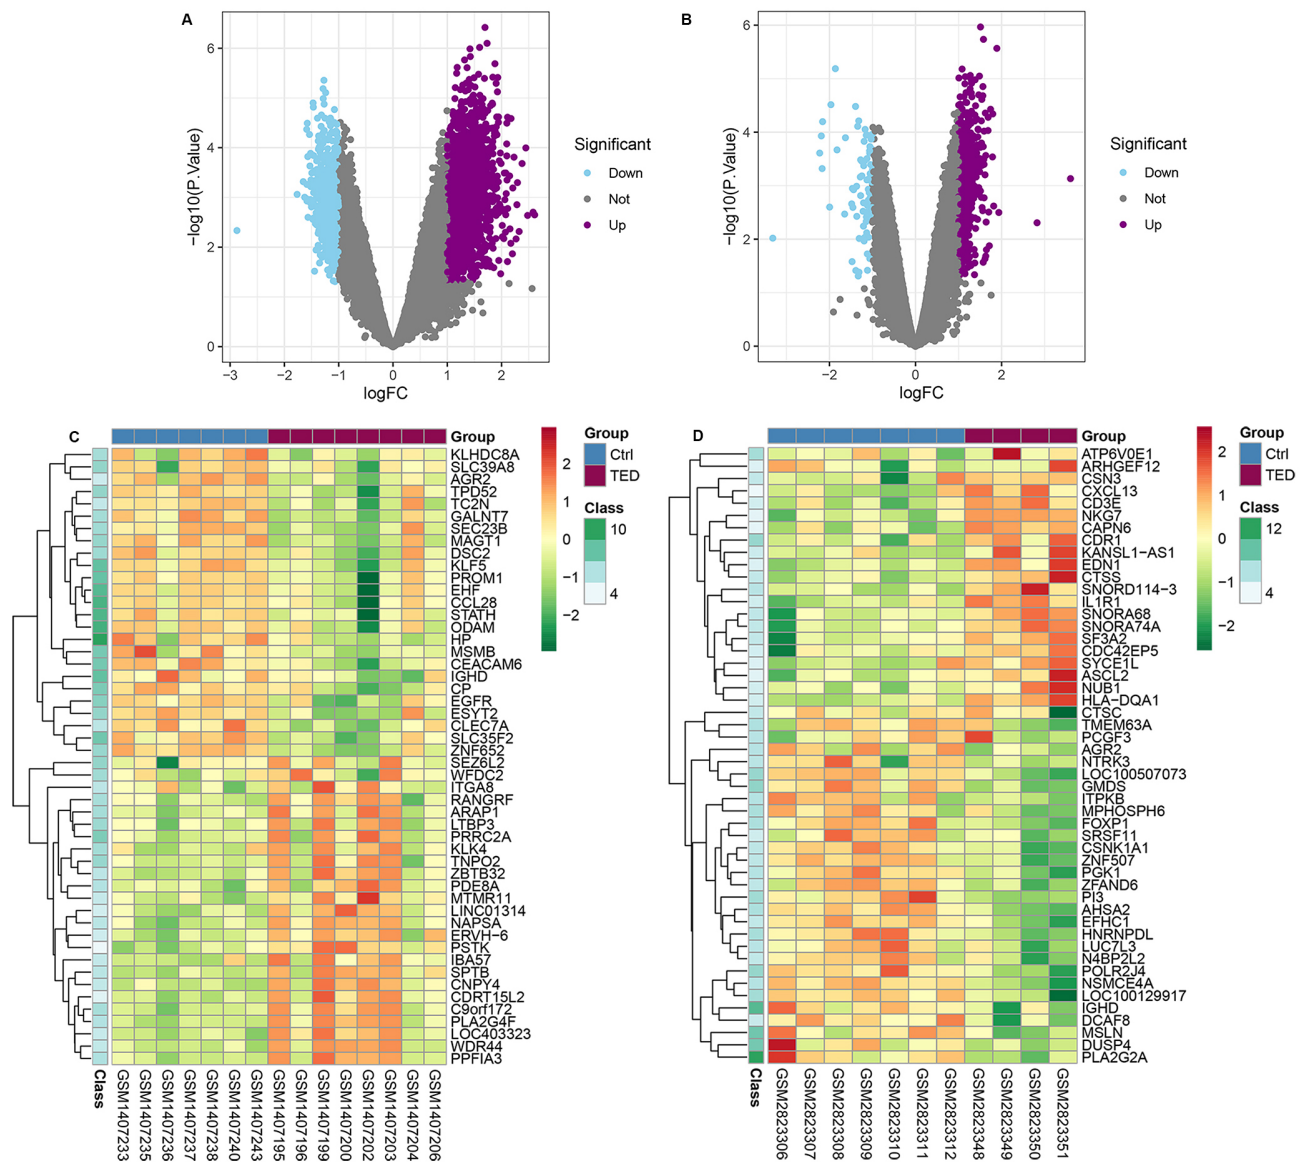 A
−log10(P.Value)
6
4
2
0
−3
−2
−1
0
1
2
logFC
Significant
Down
Not
Up
B
−log10(P.Value)
6
4
2
0
−2
0
2
logFC
Significant
Down
Not
Up
C
Group
KLHDC8A
SLC39A8
AGR2
TPD52
TC2N
GALNT7
SEC23B
MAGT1
DSC2
KLF5
PROM1
EHF
CCL28
STATH
ODAM
HP
MSMB
CEACAM6
IGHD
CP
EGFR
ESYT2
CLEC7A
SLC35F2
ZNF652
SEZ6L2
WFDC2
ITGA8
RANGRF
ARAP1
LTBP3
PRRC2A
KLK4
TNPO2
ZBTB32
PDE8A
MTMR11
LINC01314
NAPSA
ERVH−6
PSTK
IBA57
SPTB
CNPY4
CDRT15L2
C9orf172
PLA2G4F
LOC403323
WDR44
PPFIA3
Class
GSM1407233
GSM1407235
GSM1407236
GSM1407237
GSM1407238
GSM1407240
GSM1407243
GSM1407195
GSM1407196
GSM1407199
GSM1407200
GSM1407202
GSM1407203
GSM1407204
GSM1407206
2
1
0
−1
−2
Group
Ctrl
TED
Class
10
4
D
Group
ATP6V0E1
ARHGEF12
CSN3
CXCL13
CD3E
NKG7
CAPN6
CDR1
KANSL1−AS1
EDN1
CTSS
SNORD114−3
IL1R1
SNORA68
SNORA74A
SF3A2
CDC42EP5
SYCE1L
ASCL2
NUB1
HLA−DQA1
CTSC
TMEM63A
PCGF3
AGR2
NTRK3
LOC100507073
GMDS
ITPKB
MPHOSPH6
FOXP1
SRSF11
CSNK1A1
ZNF507
PGK1
ZFAND6
PI3
AHSA2
EFHC1
HNRNPDL
LUC7L3
N4BP2L2
POLR2J4
NSMCE4A
LOC100129917
IGHD
DCAF8
MSLN
DUSP4
PLA2G2A
Class
GSM2823306
GSM2823307
GSM2823308
GSM2823309
GSM2823310
GSM2823311
GSM2823312
GSM2823348
GSM2823349
GSM2823350
GSM2823351
2
1
0
−1
−2
Group
Ctrl
TED
Class
12
4